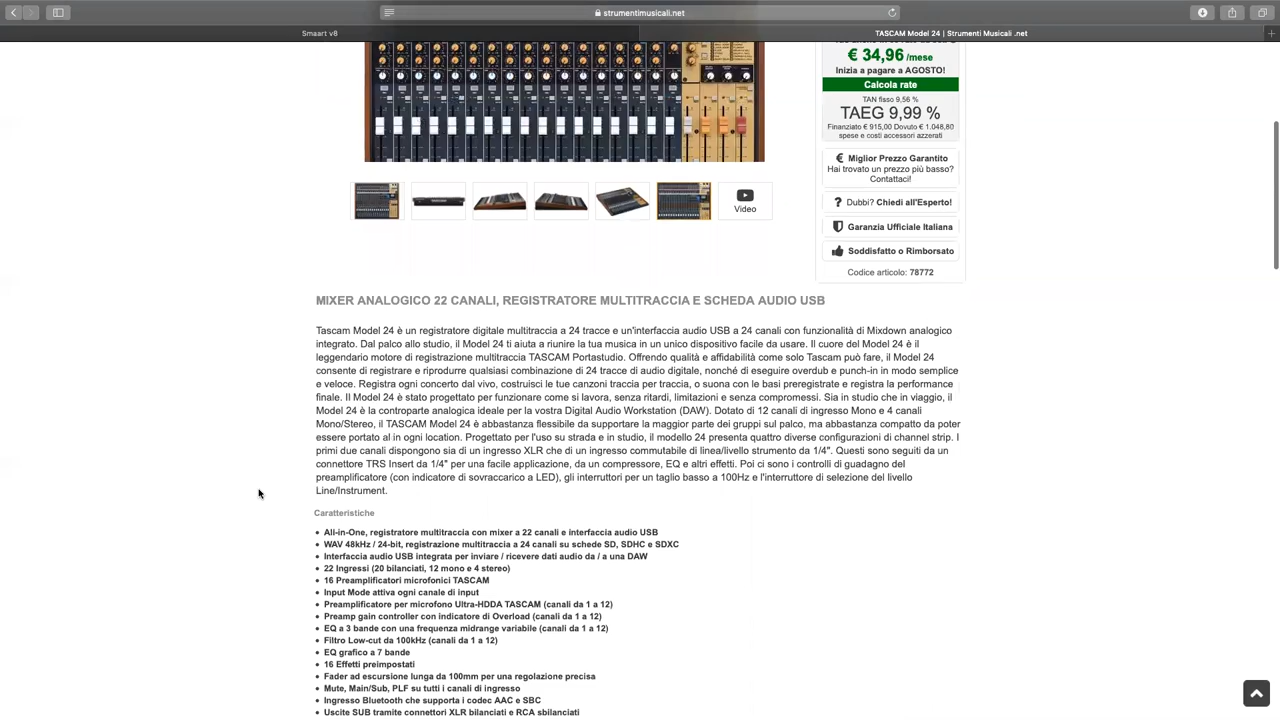 strumentimusicali.net
Smaart v8
TASCAM Model 24 | Strumenti Musicali .net
€ 34,96 /mese
Inizia a pagare a AGOSTO!
Calcola rate
TAN fisso 9,56 %
TAEG 9,99 %
Finanziato € 915,00 Dovuto € 1.048,80
spese e costi accessori azzerati
Miglior Prezzo Garantito
Hai trovato un prezzo più basso?
Contattaci!
Dubbi? Chiedi all'Esperto!
Garanzia Ufficiale Italiana
Soddisfatto o Rimborsato
Codice articolo: 78772
Video
MIXER ANALOGICO 22 CANALI, REGISTRATORE MULTITRACCIA E SCHEDA AUDIO USB
Tascam Model 24 è un registratore digitale multitraccia a 24 tracce e un'interfaccia audio USB a 24 canali con funzionalità di Mixdown analogico
integrato. Dal palco allo studio, il Model 24 ti aiuta a riunire la tua musica in un unico dispositivo facile da usare. Il cuore del Model 24 è il
leggendario motore di registrazione multitraccia TASCAM Portastudio. Offrendo qualità e affidabilità come solo Tascam può fare, il Model 24
consente di registrare e riprodurre qualsiasi combinazione di 24 tracce di audio digitale, nonché di eseguire overdub e punch-in in modo semplice
e veloce. Registra ogni concerto dal vivo, costruisci le tue canzoni traccia per traccia, o suona con le basi preregistrate e registra la performance
finale. Il Model 24 è stato progettato per funzionare come si lavora, senza ritardi, limitazioni e senza compromessi. Sia in studio che in viaggio, il
Model 24 è la controparte analogica ideale per la vostra Digital Audio Workstation (DAW). Dotato di 12 canali di ingresso Mono e 4 canali
Mono/Stereo, il TASCAM Model 24 è abbastanza flessibile da supportare la maggior parte dei gruppi sul palco, ma abbastanza compatto da poter
essere portato al in ogni location. Progettato per l'uso su strada e in studio, il modello 24 presenta quattro diverse configurazioni di channel strip. I
primi due canali dispongono sia di un ingresso XLR che di un ingresso commutabile di linea/livello strumento da 1/4". Questi sono seguiti da un
connettore TRS Insert da 1/4" per una facile applicazione, da un compressore, EQ e altri effetti. Poi ci sono i controlli di guadagno del
preamplificatore (con indicatore di sovraccarico a LED), gli interruttori per un taglio basso a 100Hz e l'interruttore di selezione del livello
Line/Instrument.
Caratteristiche
• All-in-One, registratore multitraccia con mixer a 22 canali e interfaccia audio USB
• WAV 48kHz / 24-bit, registrazione multitraccia a 24 canali su schede SD, SDHC e SDXC
• Interfaccia audio USB integrata per inviare / ricevere dati audio da / a una DAW
• 22 Ingressi (20 bilanciati, 12 mono e 4 stereo)
• 16 Preamplificatori microfonici TASCAM
• Input Mode attiva ogni canale di input
• Preamplificatore per microfono Ultra-HDDA TASCAM (canali da 1 a 12)
• Preamp gain controller con indicatore di Overload (canali da 1 a 12)
• EQ a 3 bande con una frequenza midrange variabile (canali da 1 a 12)
• Filtro Low-cut da 100kHz (canali da 1 a 12)
• EQ grafico a 7 bande
• 16 Effetti preimpostati
• Fader ad escursione lunga da 100mm per una regolazione precisa
• Mute, Main/Sub, PLF su tutti i canali di ingresso
• Ingresso Bluetooth che supporta i codec AAC e SBC
• Uscite SUB tramite connettori XLR bilanciati e RCA sbilanciati